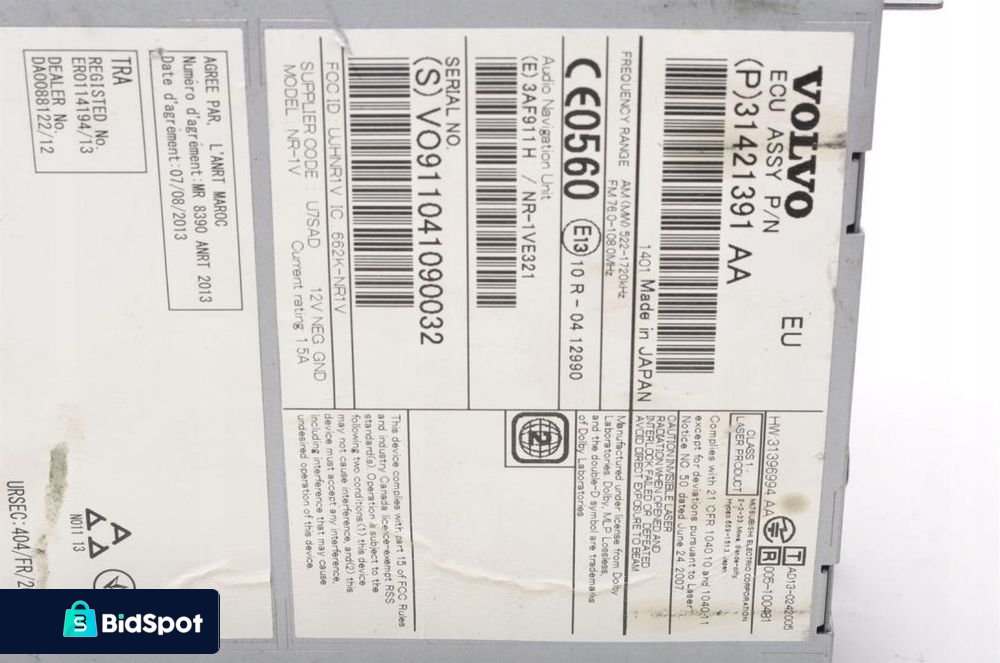 VOLVO
ECU ASSY P/N EU
(P)31421391 AA
1401 Made in JAPAN
FREQUENCY RANGE AM (MW) 522-1720kHz
FM 76.0-108.0MHz
CE0560 E13 10 R - 04 12990
Audio Navigation Unit
(E) 3AF911H / NR-1VE321
SERIAL NO.
(S) VO911041090032
FCC ID UJHNR1V IC 662K-NR1V
SUPPLIER CODE : U7SAD 12V NEG. GND
MODEL NR-1V Current rating 15A
HW 31396994 AA
T AD13-0242005
R 005-100481
CLASS 1
LASER PRODUCT
MITSUBISHI ELECTRIC CORPORATION
Complies with 21 CFR 1040.10 and 1040.11
except for deviations pursuant to Laser
Notice NO. 50 dated June 24, 2007
CAUTION INVISIBLE LASER
RADIATION WHEN OPENED AND
INTERLOCK FAILED OR DEFEATED
AVOID DIRECT EXPOSURE TO BEAM
Manufactured under license from Dolby
Laboratories. Dolby, MLP Lossless,
and the double-D symbol are trademarks
of Dolby Laboratories
2
This device complies with part 15 of FCC Rules
and Industry Canada licence-exempt RSS
standard(s). Operation is subject to the
following two conditions:(1) this device
may not cause interference, and(2) this
device must accept any interference,
including interference that may cause
undesired operation of the device.
AGREE PAR. L'ANRT MAROC
Numéro d'agrément:MR 8390 ANRT 2013
Date d'agrément:07/08/2013
TRA
REGISTED No.
ER0114194/13
DEALER No.
DA0088122/12
N011 13
URSEC:404/FR/2
BidSpot